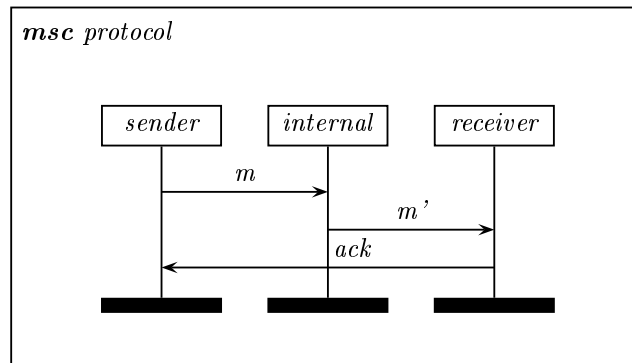 msc protocol
sender internal receiver
m
m'
ack